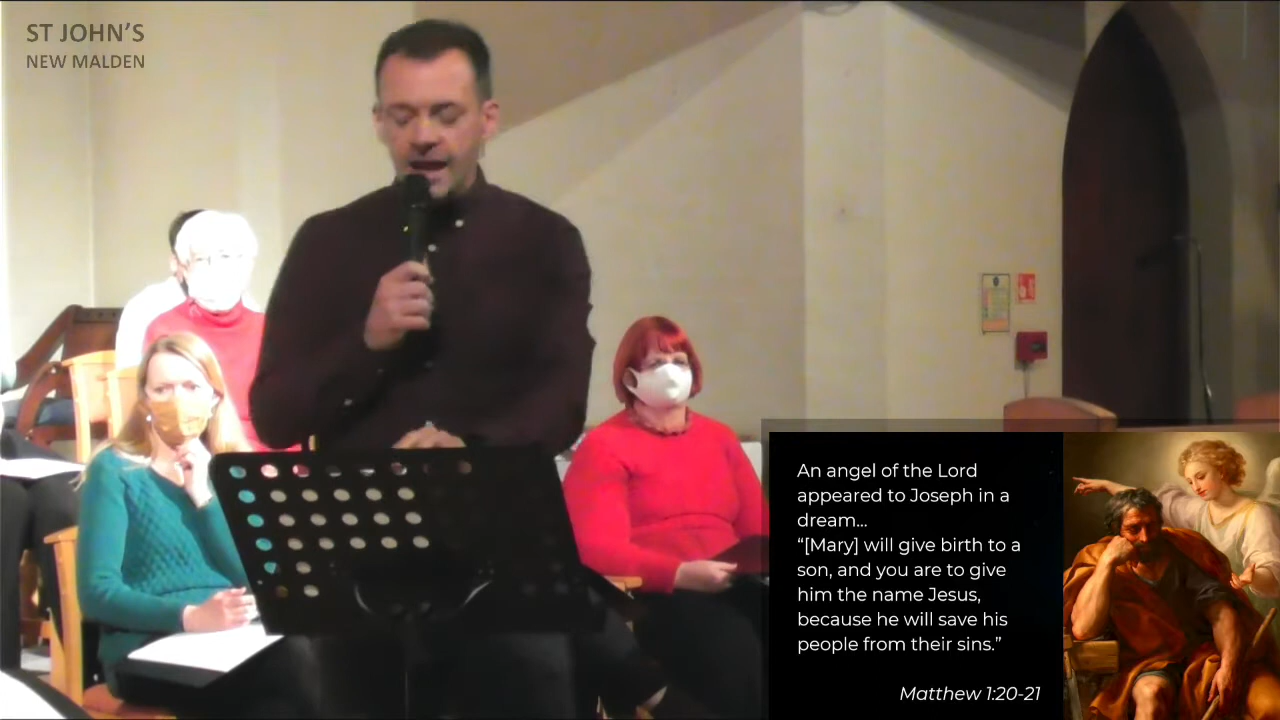 ST JOHN'S
NEW MALDEN
An angel of the Lord
appeared to Joseph in a
dream...
“[Mary] will give birth to a
son, and you are to give
him the name Jesus,
because he will save his
people from their sins.”
Matthew 1:20-21